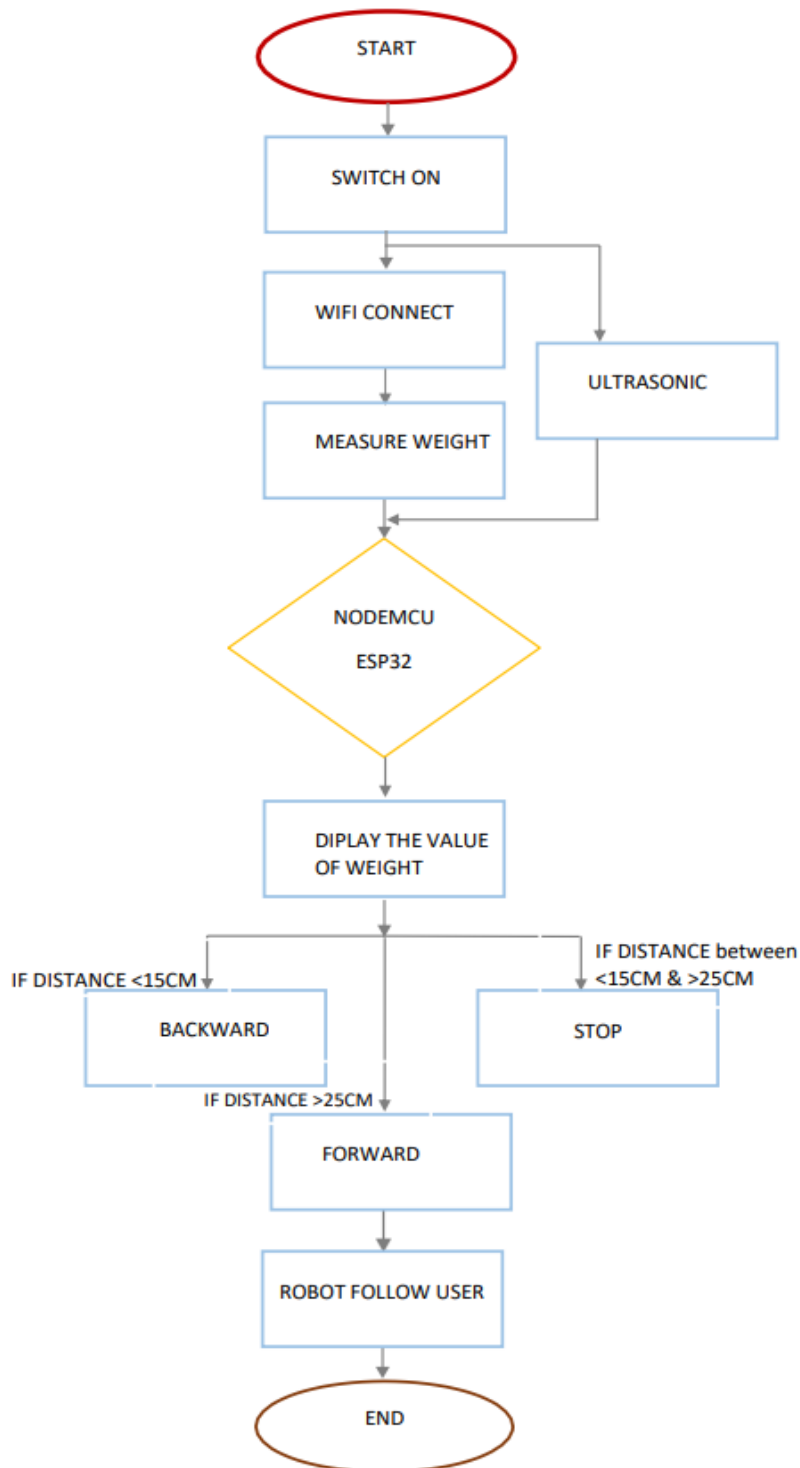 START
SWITCH ON
WIFI CONNECT
ULTRASONIC
MEASURE WEIGHT
NODEMCU
ESP32
DIPLAY THE VALUE
OF WEIGHT
IF DISTANCE <15CM
IF DISTANCE between
<15CM & >25CM
BACKWARD
STOP
IF DISTANCE >25CM
FORWARD
ROBOT FOLLOW USER
END